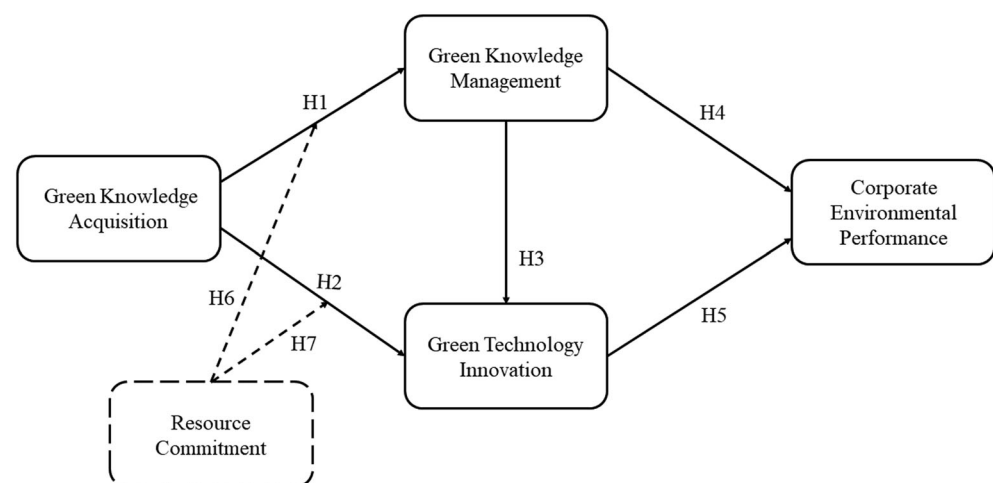 Green Knowledge
Management
H1
H4
Green Knowledge
Acquisition
Corporate
Environmental
Performance
H3
H2
H6
H5
H7
Green Technology
Innovation
Resource
Commitment